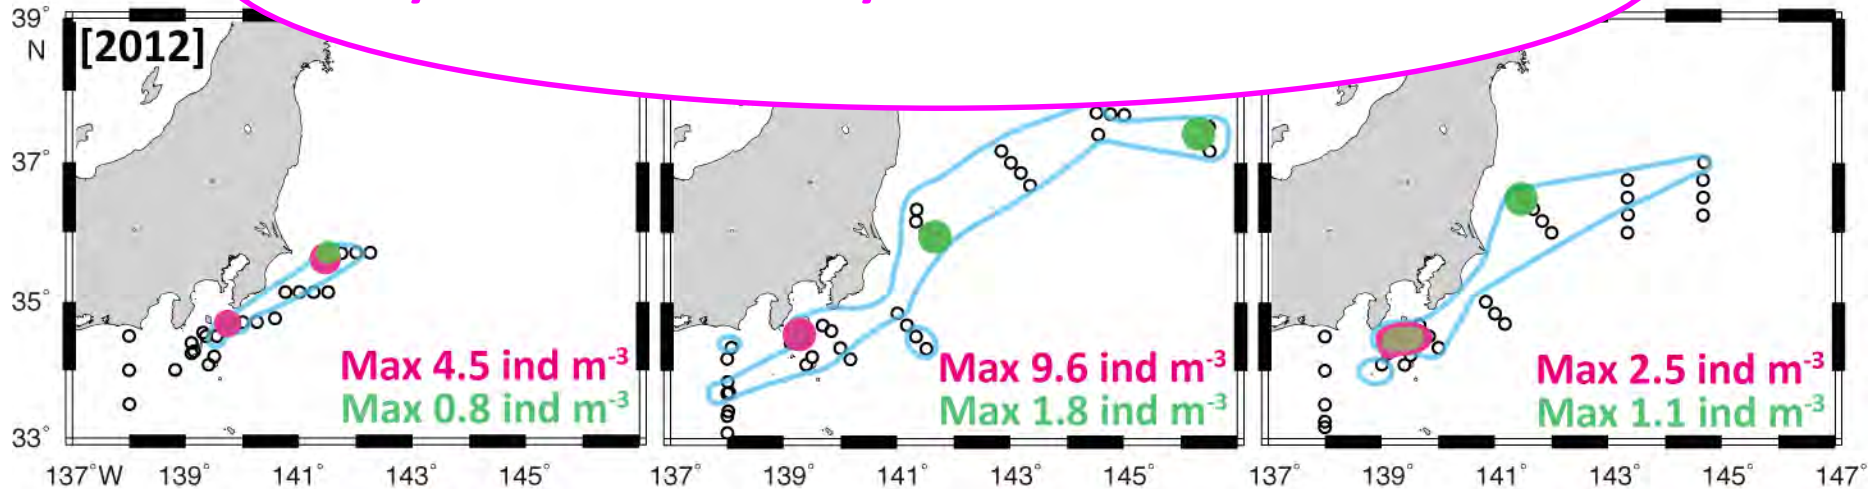 39°
N
[2012]
37°
35°
33°
Max 4.5 ind m-3
Max 0.8 ind m-3
Max 9.6 ind m-3
Max 1.8 ind m-3
Max 2.5 ind m-3
Max 1.1 ind m-3
137°W 139° 141° 143° 145° 137° 139° 141° 143° 145° 137° 139° 141° 143° 145° 147°